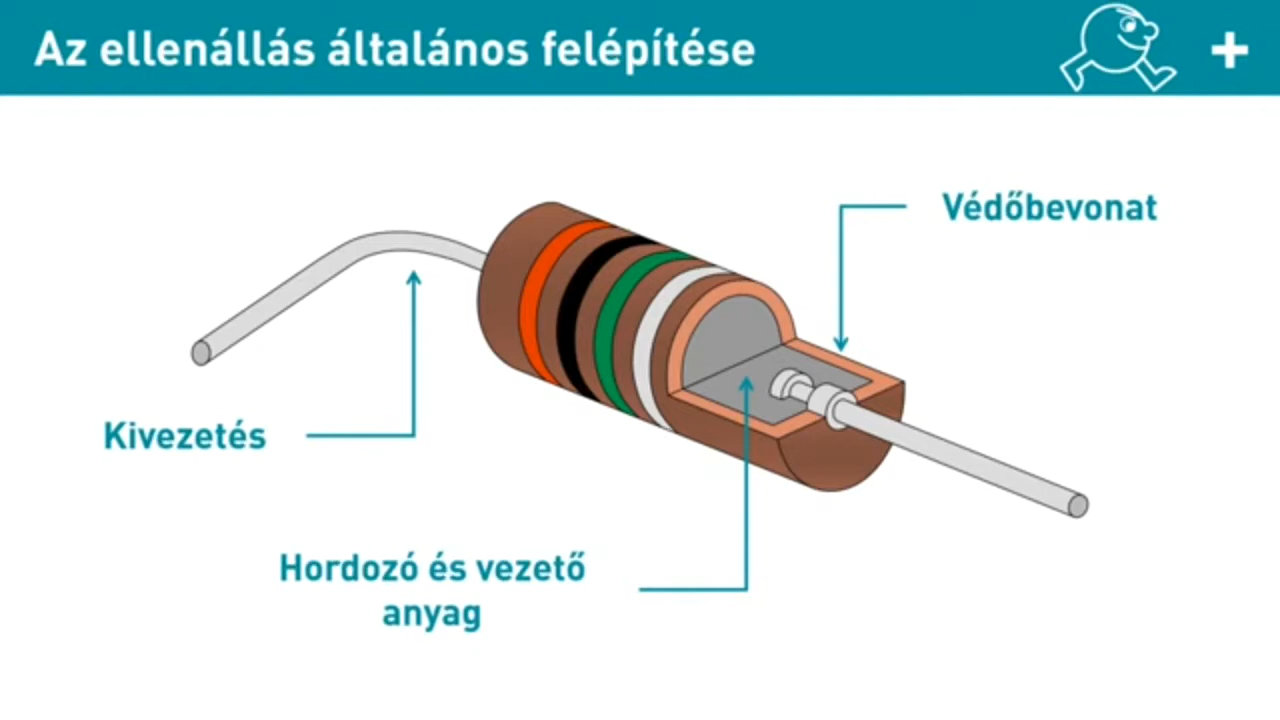 Az ellenállás általános felépítése
Védőbevonat
Kivezetés
Hordozó és vezető
anyag